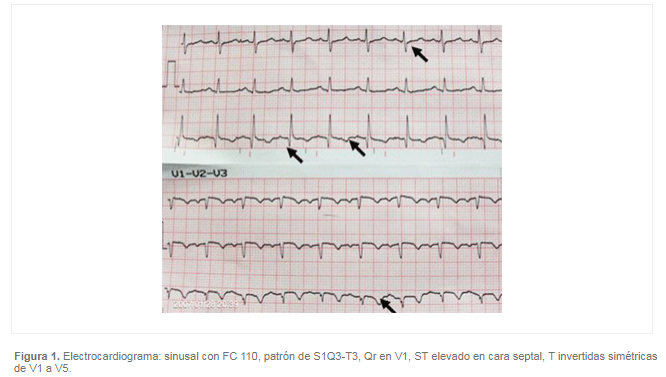 V1-V2-V3
Figura 1. Electrocardiograma: sinusal con FC 110, patrón de S1Q3-T3, Qr en V1, ST elevado en cara septal, T invertidas simétricas
de V1 a V5.